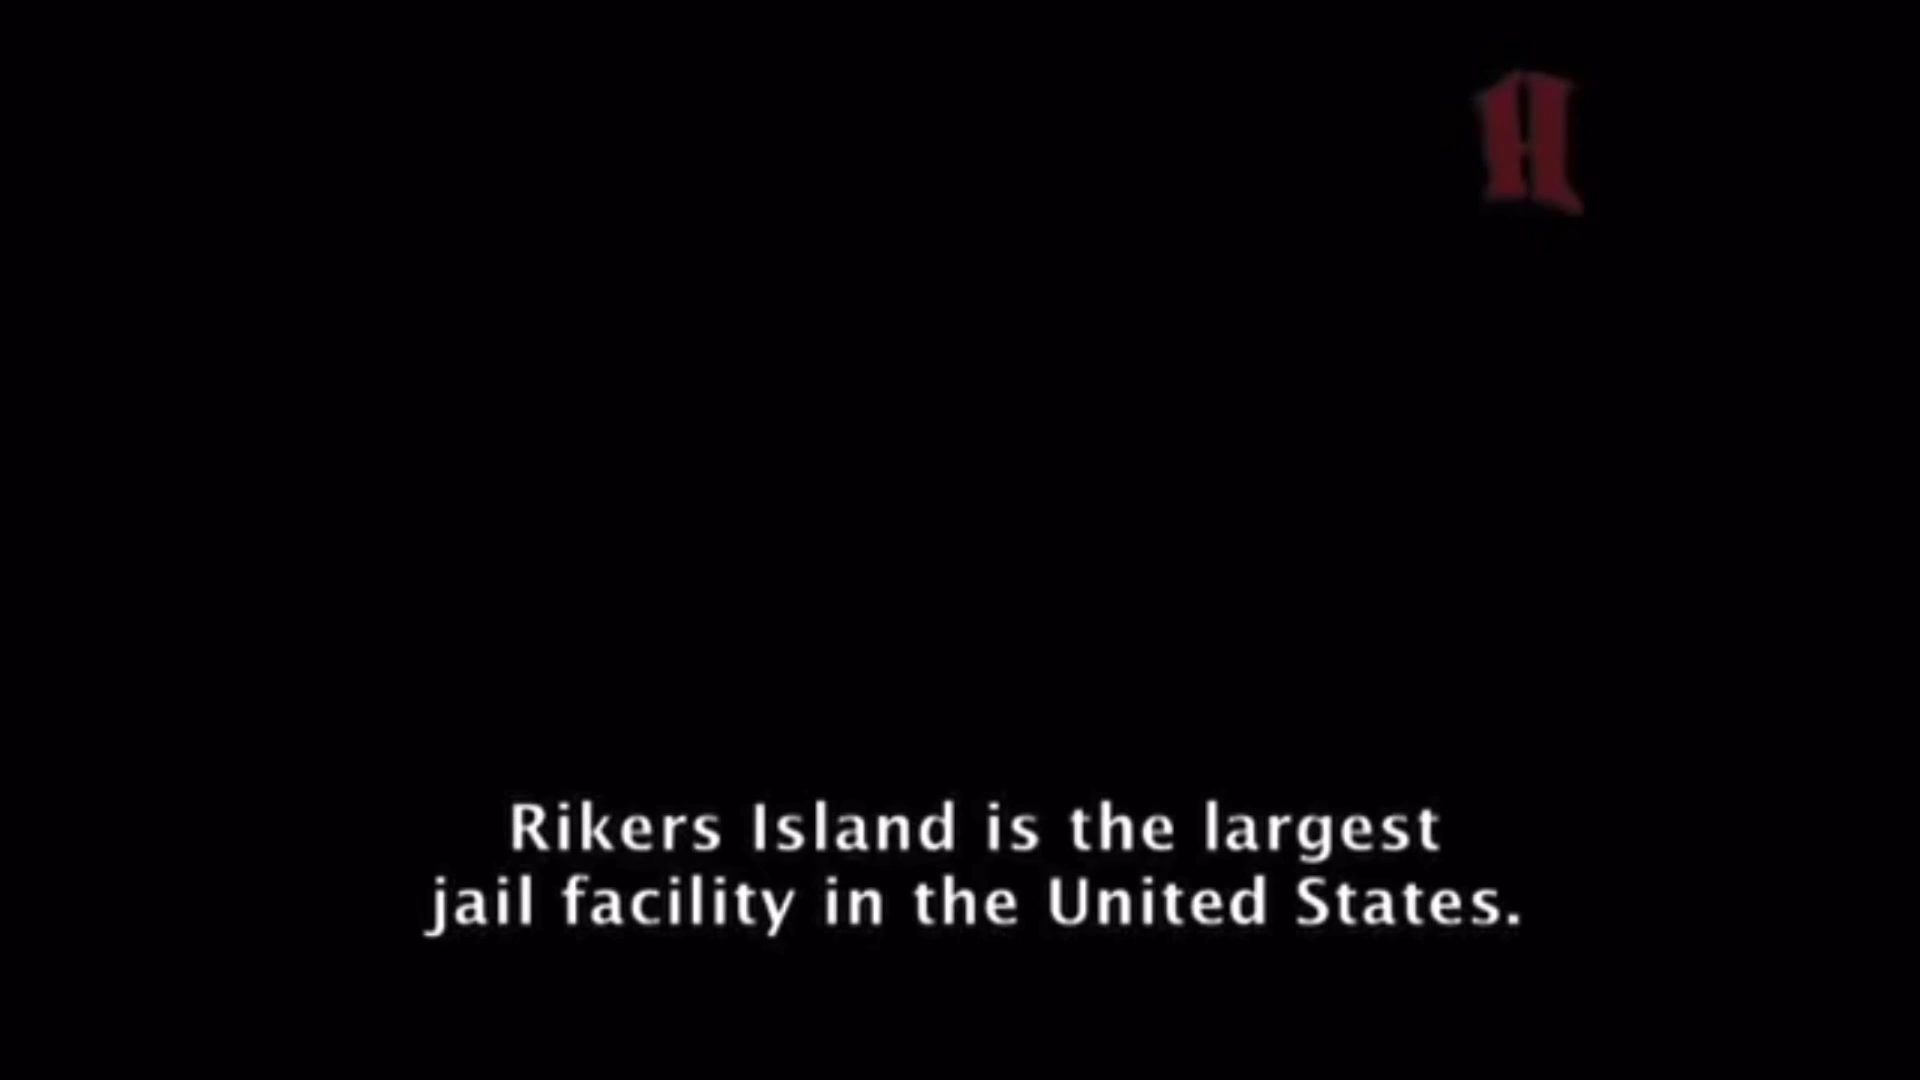 Rikers Island is the largest
jail facility in the United States.